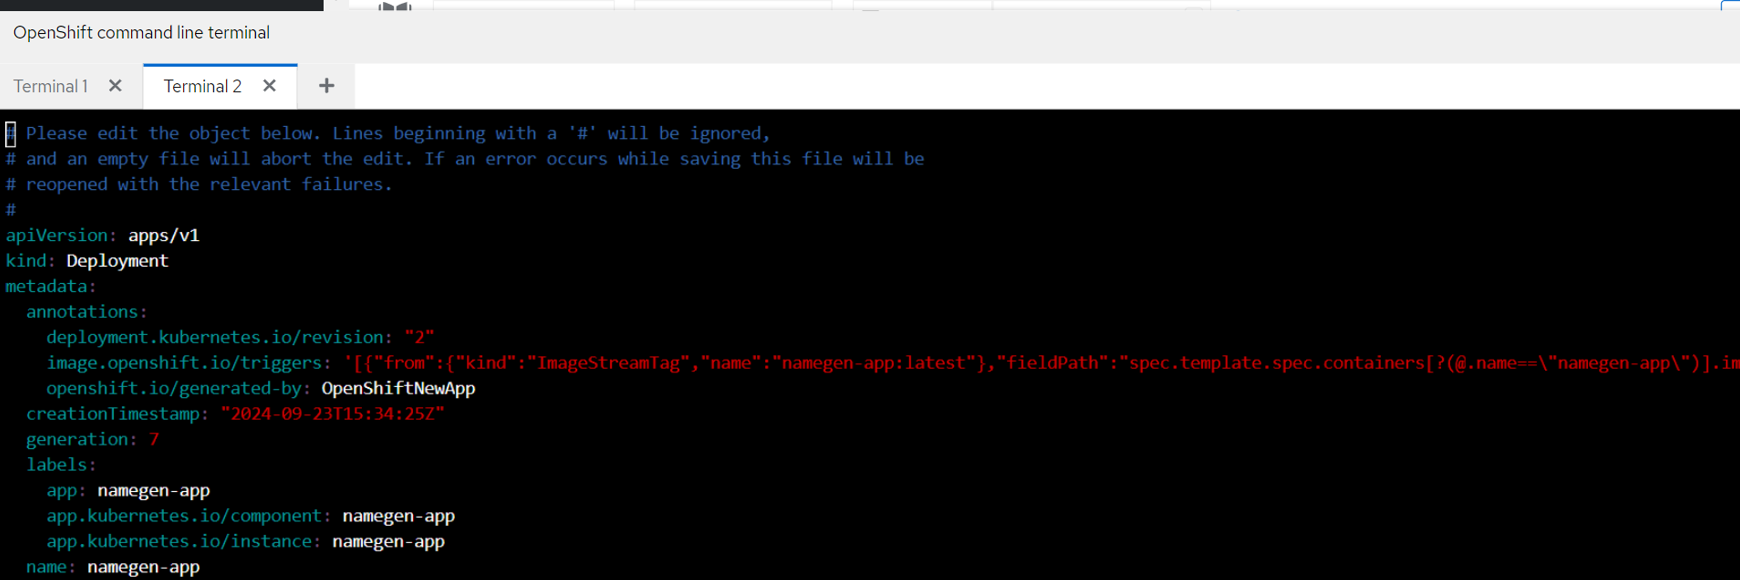 OpenShift command line terminal
Terminal 1 Terminal 2
# Please edit the object below. Lines beginning with a '#' will be ignored,
# and an empty file will abort the edit. If an error occurs while saving this file will be
# reopened with the relevant failures.
#
apiVersion: apps/v1
kind: Deployment
metadata:
  annotations:
    deployment.kubernetes.io/revision: "2"
    image.openshift.io/triggers: '[{"from":{"kind":"ImageStreamTag","name":"namegen-app:latest"},"fieldPath":"spec.template.spec.containers[?(@.name==\"namegen-app\")].im
    openshift.io/generated-by: OpenShiftNewApp
  creationTimestamp: "2024-09-23T15:34:25Z"
  generation: 7
  labels:
    app: namegen-app
    app.kubernetes.io/component: namegen-app
    app.kubernetes.io/instance: namegen-app
  name: namegen-app